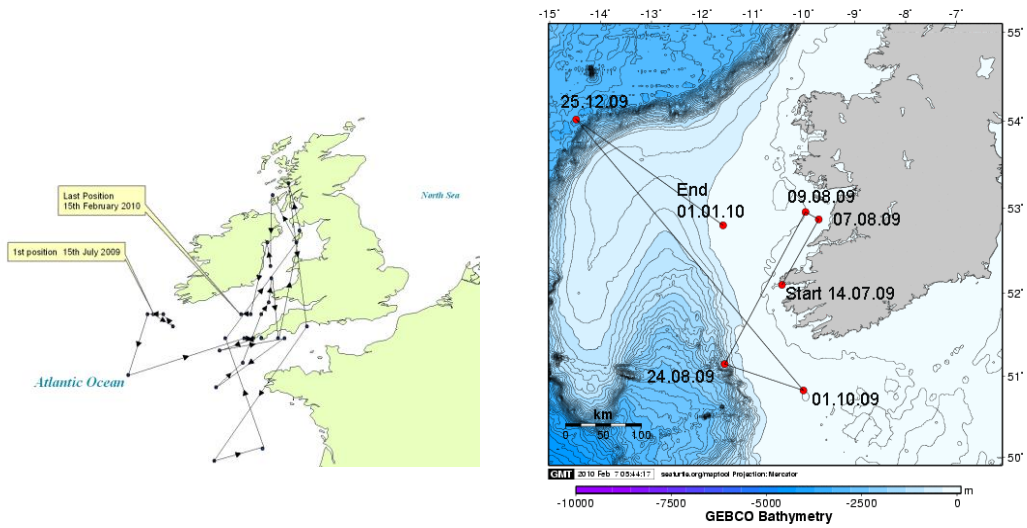 North Sea
Last Position
15th February 2010
1st position 15th July 2009
Atlantic Ocean
-15° -14° -13° -12° -11° -10° -9° -8° -7°
55°
54°
53°
52°
51°
50°
25.12.09
End
01.01.10
09.08.09
07.08.09
Start 14.07.09
24.08.09
01.10.09
km
0 50 100
GMT 2010 Feb 7 05:44:17 seaturtle.org/maptool Projection: Mercator
-10000 -7500 -5000 -2500 0 m
GEBCO Bathymetry